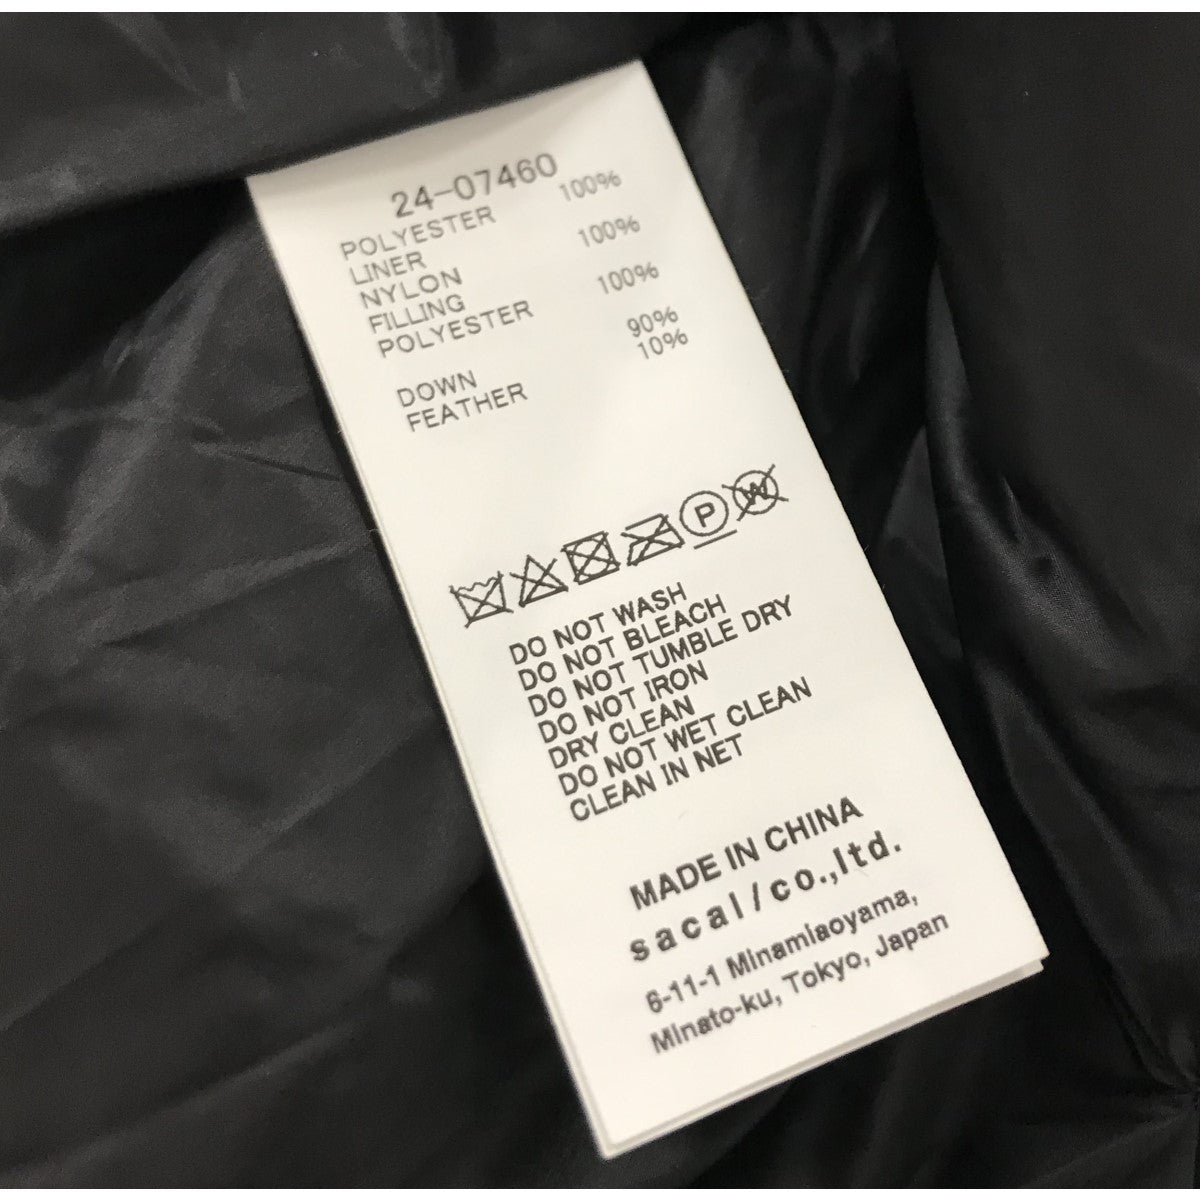 24-07460
POLYESTER 100%
LINER
NYLON 100%
FILLING
POLYESTER 100%
DOWN 90%
FEATHER 10%
P W
DO NOT WASH
DO NOT BLEACH
DO NOT TUMBLE DRY
DO NOT IRON
DRY CLEAN
DO NOT WET CLEAN
CLEAN IN NET
MADE IN CHINA
sacaI/co.,ltd.
6-11-1 Minamiaoyama,
Minato-ku, Tokyo, Japan